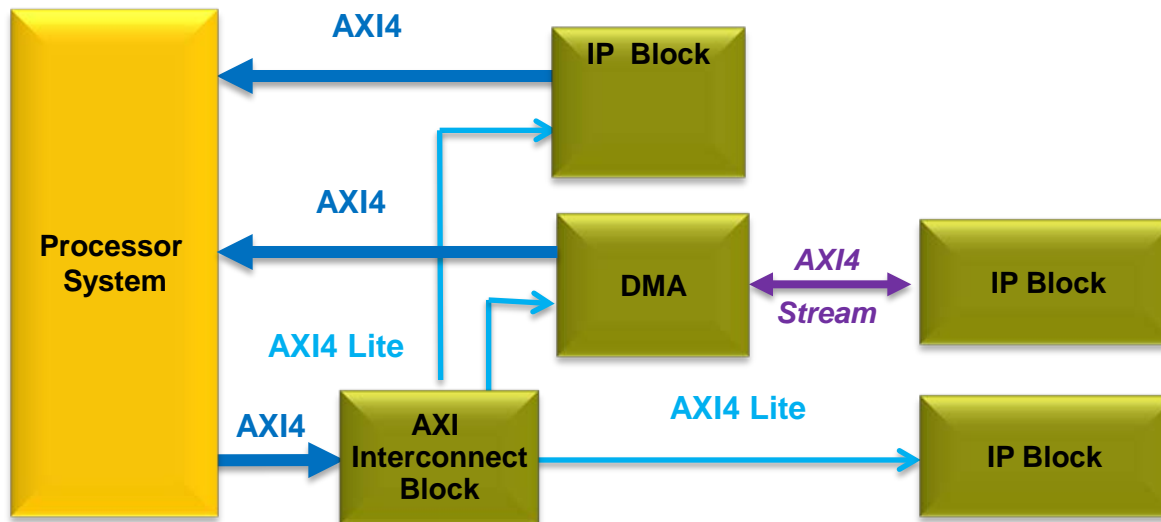 AXI4
IP Block
AXI4
Processor
System
DMA
AXI4
Stream
IP Block
AXI4 Lite
AXI4
AXI
Interconnect
Block
AXI4 Lite
IP Block